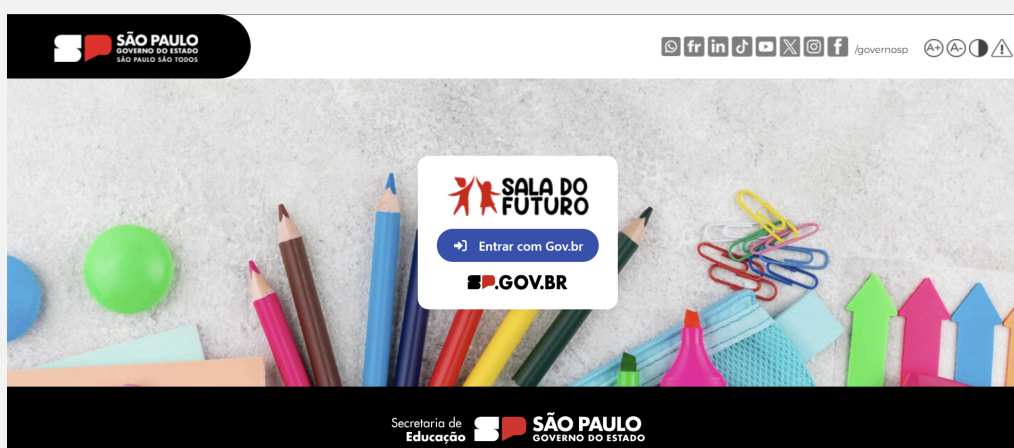 SÃO PAULO
GOVERNO DO ESTADO
SÃO PAULO SÃO TODOS
/governosp
A+ A-
SALA DO
FUTURO
Entrar com Gov.br
SP.GOV.BR
Secretaria de
Educação
SÃO PAULO
GOVERNO DO ESTADO